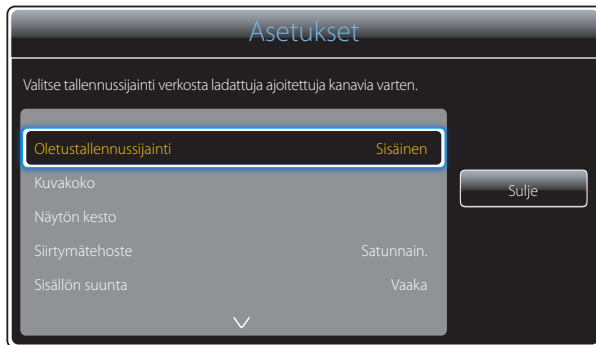 Asetukset
Valitse tallennussijainti verkosta ladattuja ajoitettuja kanavia varten.
Oletustallennussijainti Sisäinen
Kuvakoko
Sulje
Näytön kesto
Siirtymätehoste Satunnain.
Sisällön suunta Vaaka